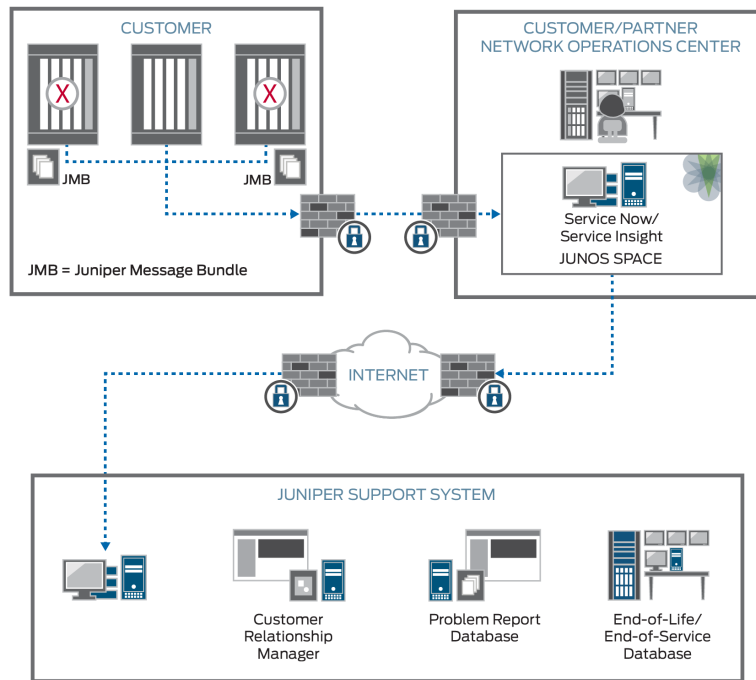 CUSTOMER
X
X
JMB
JMB
JMB = Juniper Message Bundle
CUSTOMER/PARTNER
NETWORK OPERATIONS CENTER
Service Now/
Service Insight
JUNOS SPACE
INTERNET
JUNIPER SUPPORT SYSTEM
Customer
Relationship
Manager
Problem Report
Database
End-of-Life/
End-of-Service
Database